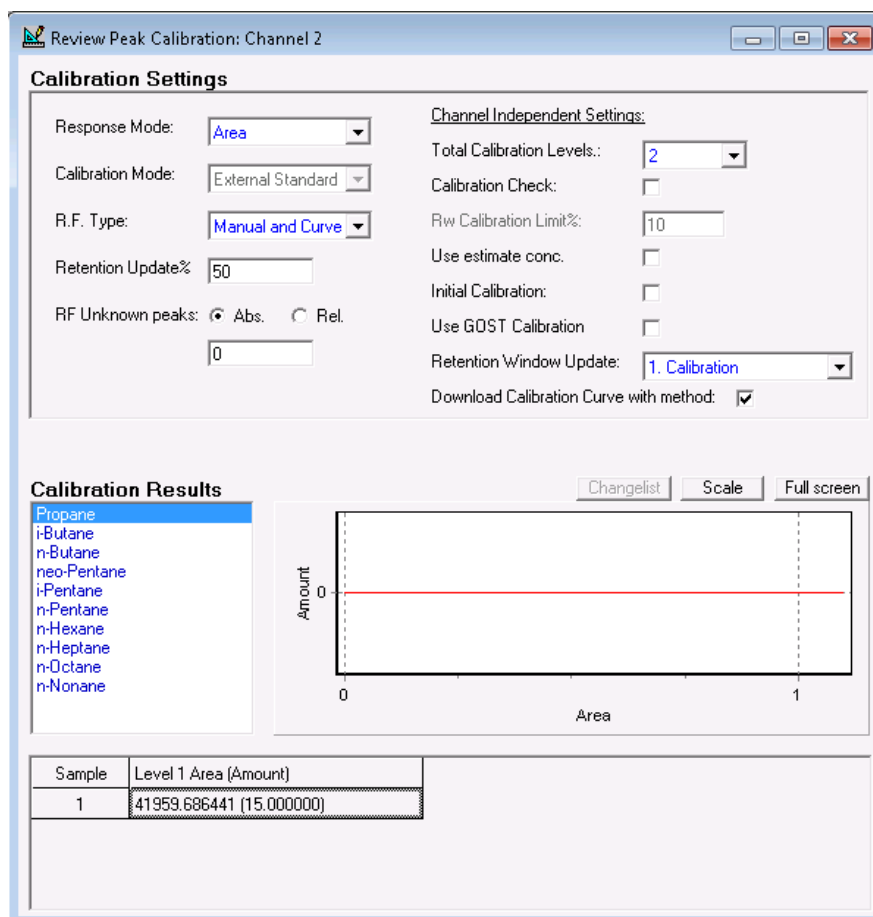 Review Peak Calibration: Channel 2
Calibration Settings
Response Mode: Area
Calibration Mode: External Standard
R.F. Type: Manual and Curve
Retention Update% 50
RF Unknown peaks: Abs. Rel.
0
Channel Independent Settings:
Total Calibration Levels.: 2
Calibration Check:
Rw Calibration Limit%: 10
Use estimate conc.
Initial Calibration:
Use GOST Calibration
Retention Window Update: 1. Calibration
Download Calibration Curve with method:
Calibration Results
Changelist Scale Full screen
Propane
i-Butane
n-Butane
neo-Pentane
i-Pentane
n-Pentane
n-Hexane
n-Heptane
n-Octane
n-Nonane
Amount
0
0 1
Area
Sample Level 1 Area (Amount)
1 41959.686441 (15.000000)